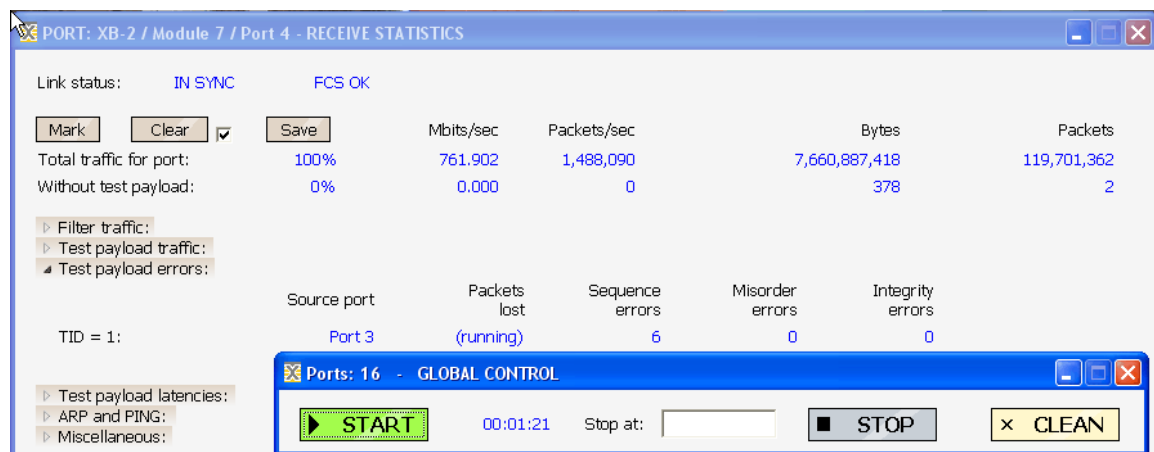 PORT: XB-2 / Module 7 / Port 4 - RECEIVE STATISTICS
Link status: IN SYNC FCS OK
Mark Clear Save Mbits/sec Packets/sec Bytes Packets
Total traffic for port: 100% 761.902 1,488,090 7,660,887,418 119,701,362
Without test payload: 0% 0.000 0 378 2
Filter traffic:
Test payload traffic:
Test payload errors:
Source port Packets lost Sequence errors Misorder errors Integrity errors
TID = 1: Port 3 (running) 6 0 0
Ports: 16 - GLOBAL CONTROL
Test payload latencies:
ARP and PING:
Miscellaneous:
START 00:01:21 Stop at: STOP × CLEAN